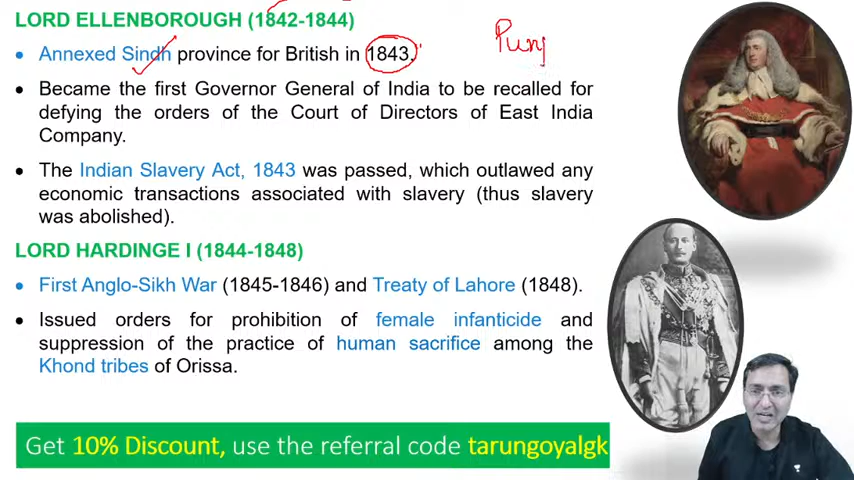 LORD ELLENBOROUGH (1842-1844)
• Annexed Sindh province for British in 1843.
Punj
• Became the first Governor General of India to be recalled for
defying the orders of the Court of Directors of East India
Company.
• The Indian Slavery Act, 1843 was passed, which outlawed any
economic transactions associated with slavery (thus slavery
was abolished).
LORD HARDINGE I (1844-1848)
• First Anglo-Sikh War (1845-1846) and Treaty of Lahore (1848).
• Issued orders for prohibition of female infanticide and
suppression of the practice of human sacrifice among the
Khond tribes of Orissa.
Get 10% Discount, use the referral code tarungoyalgk